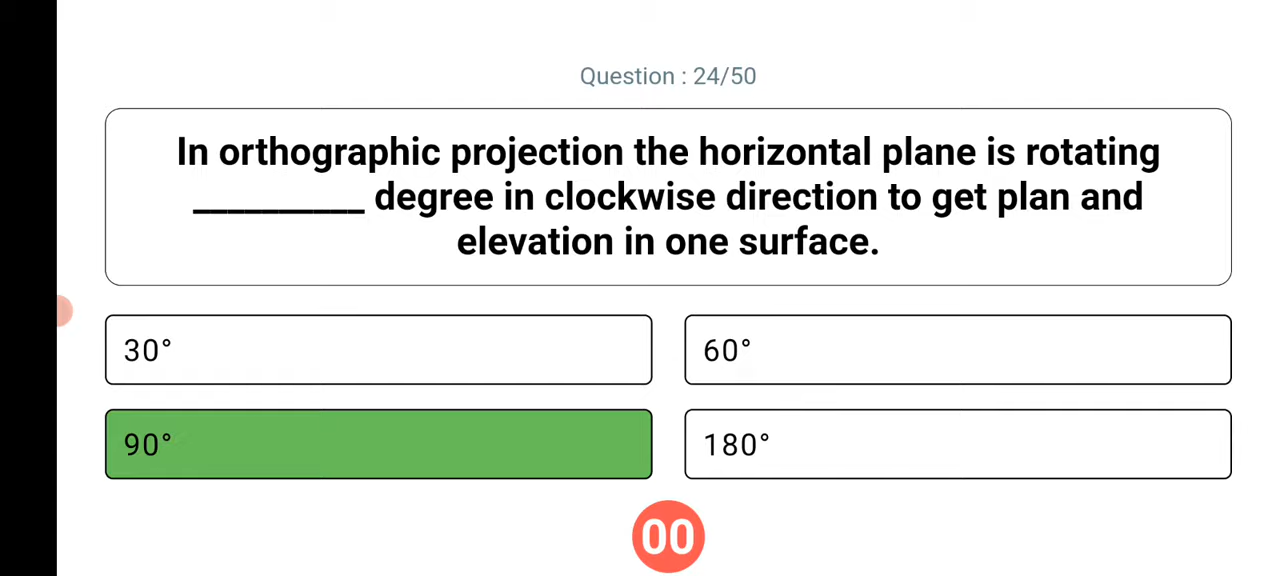 Question : 24/50
In orthographic projection the horizontal plane is rotating
__________ degree in clockwise direction to get plan and
elevation in one surface.
30°
60°
90°
180°
00